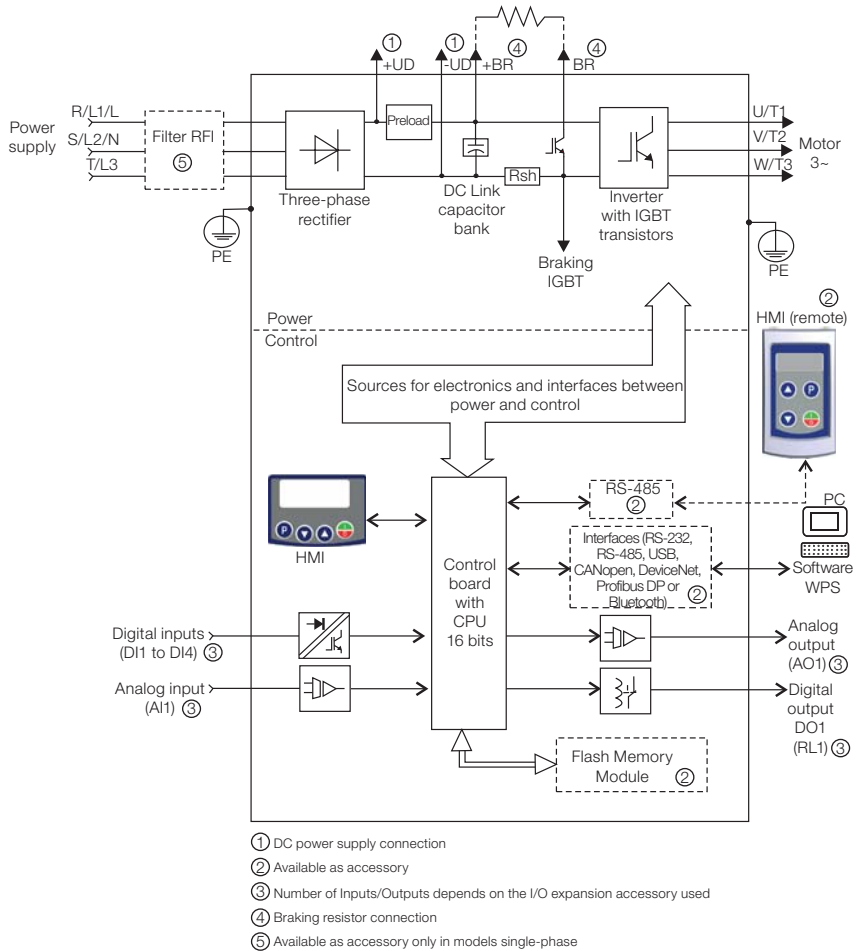 ① ① ④ ④
+UD -UD +BR BR
R/L1/L
Power supply
S/L2/N
T/L3
Filter RFI
⑤
Preload
Rsh
Three-phase
rectifier
DC Link
capacitor
bank
Inverter
with IGBT
transistors
Braking
IGBT
U/T1
V/T2
W/T3
Motor
3~
PE
PE
Power
Control
②
HMI (remote)
P
Sources for electronics and interfaces between
power and control
RS-485
②
PC
Software
WPS
P
HMI
Interfaces (RS-232,
RS-485, USB,
CANopen, DeviceNet,
Profibus DP or
Bluetooth) ②
Control
board
with
CPU
16 bits
Digital inputs
(DI1 to DI4) ③
Analog input
(AI1) ③
Analog
output
(AO1) ③
Digital
output
DO1
(RL1) ③
Flash Memory
Module ②
① DC power supply connection
② Available as accessory
③ Number of Inputs/Outputs depends on the I/O expansion accessory used
④ Braking resistor connection
⑤ Available as accessory only in models single-phase